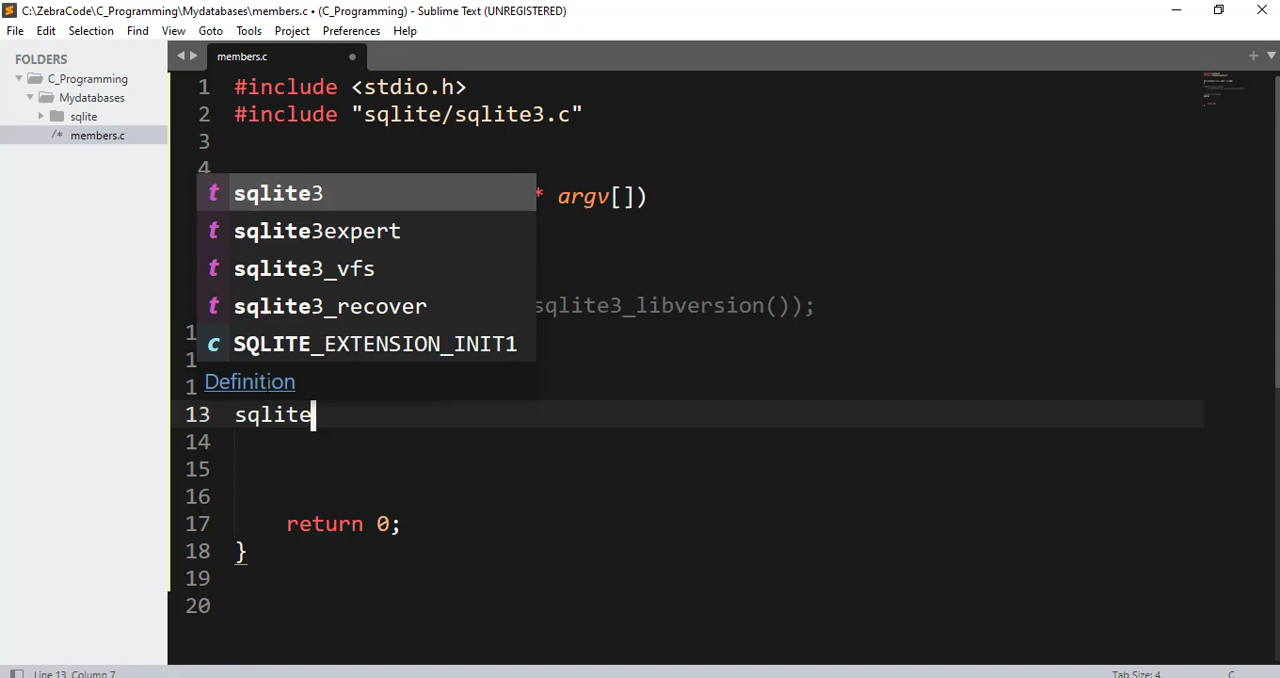 C:\ZebraCode\C_Programming\Mydatabases\members.c • (C_Programming) - Sublime Text (UNREGISTERED)
File Edit Selection Find View Goto Tools Project Preferences Help
FOLDERS
C_Programming
Mydatabases
sqlite
/* members.c
members.c
1 #include <stdio.h>
2 #include "sqlite/sqlite3.c"
3
4
* argv[])
t sqlite3
t sqlite3expert
t sqlite3_vfs
t sqlite3_recover
c SQLITE_EXTENSION_INIT1
Definition
sqlite3_libversion());
1
1
1
13 sqlite
14
15
16
17 return 0;
18 }
19
20
Line 13, Column 7
Tab Size: 4
C